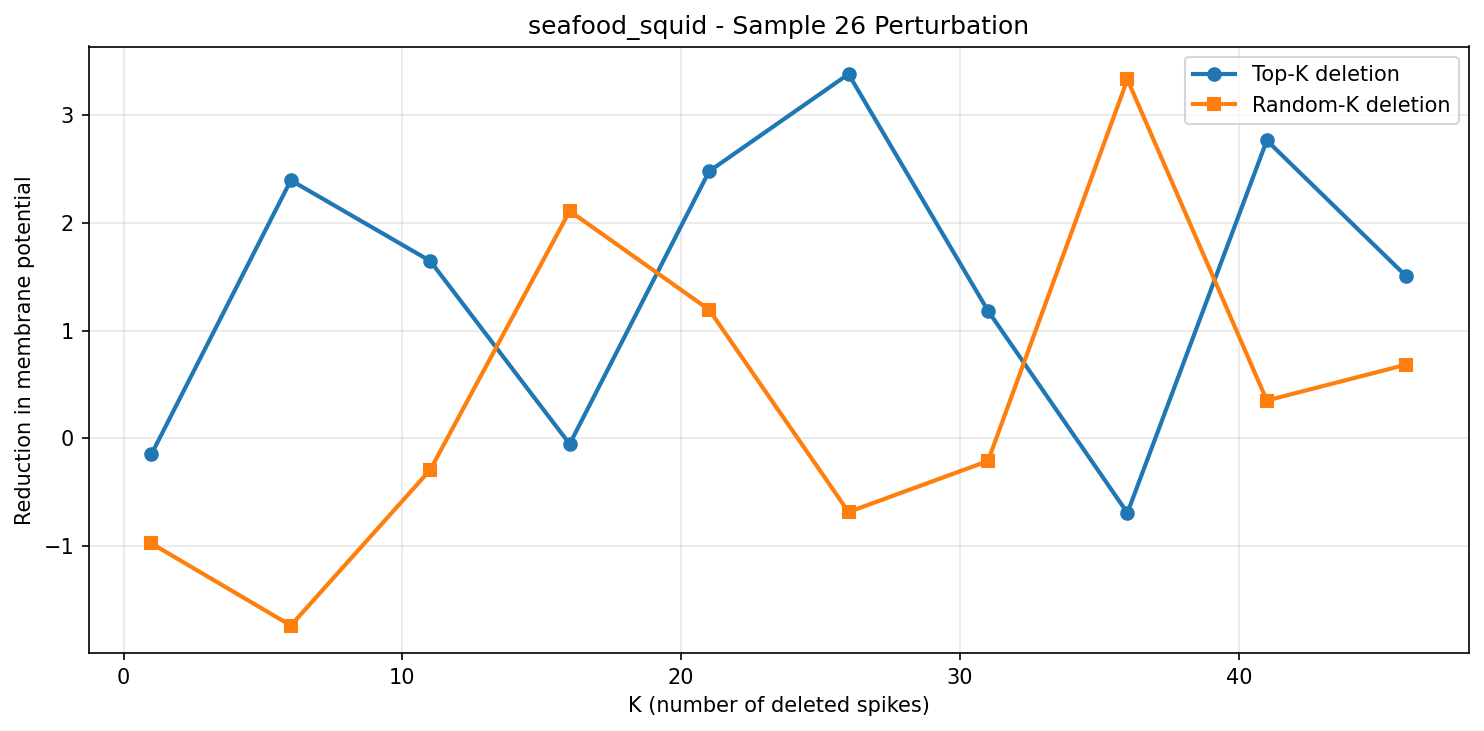 seafood_squid - Sample 26 Perturbation
Top-K deletion
Random-K deletion
Reduction in membrane potential
3
2
1
0
−1
0
10
20
30
40
K (number of deleted spikes)